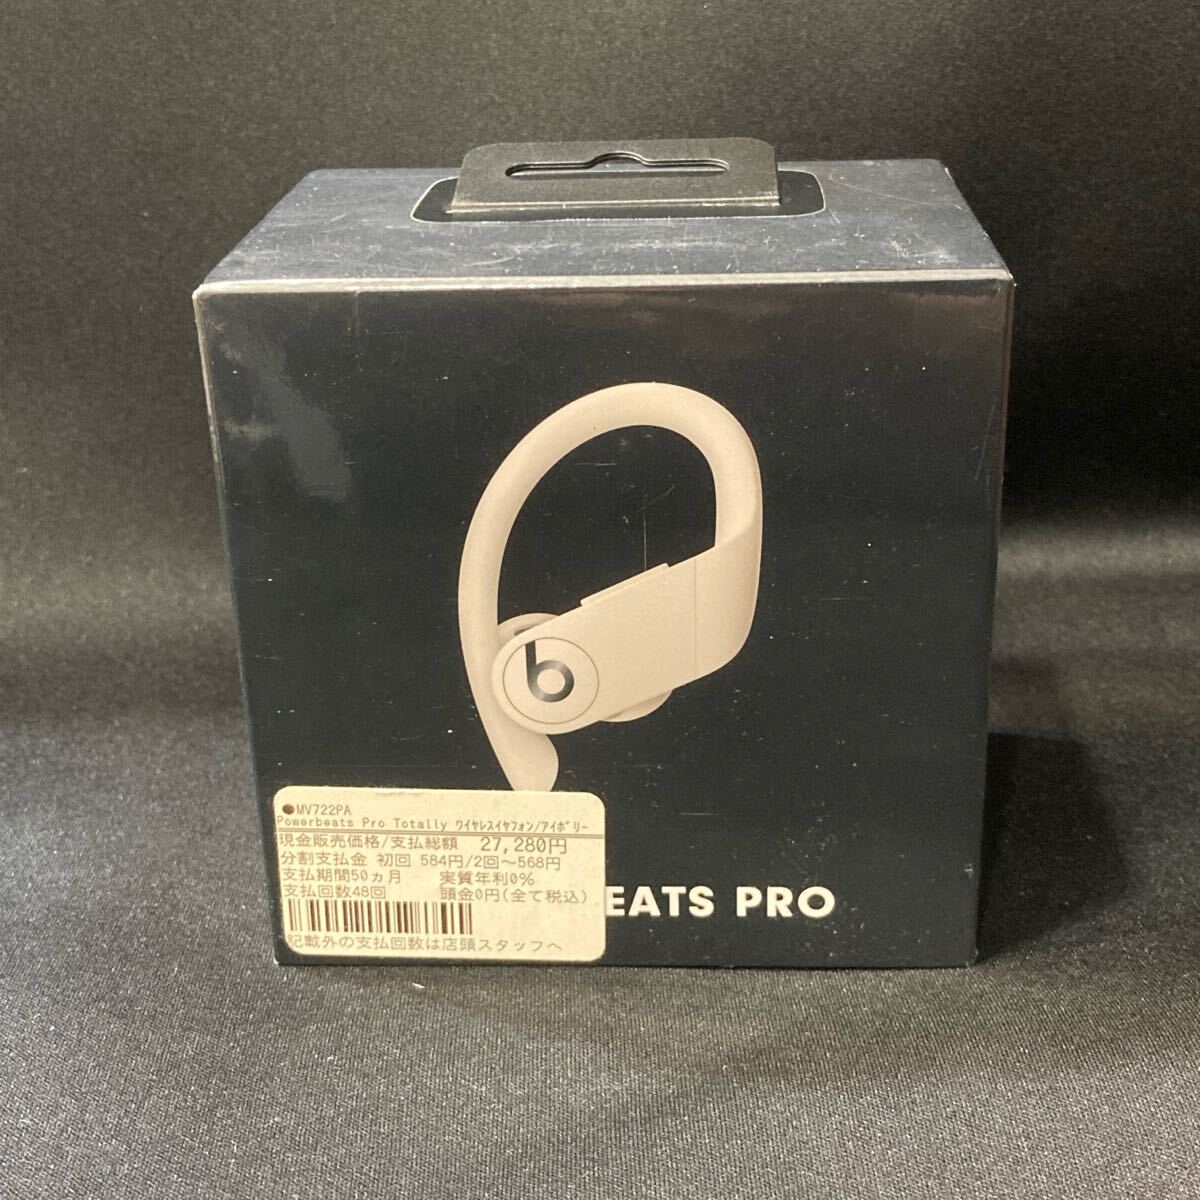 b
●MV722PA
Powerbeats Pro Totally ワイヤレスイヤフォン/アイボリー
現金販売価格/支払総額 27,280円
分割支払金 初回 584円/2回～568円
支払期間50ヵ月 実質年利0%
支払回数48回 頭金0円(全て税込)
記載外の支払回数は店頭スタッフへ
EATS PRO